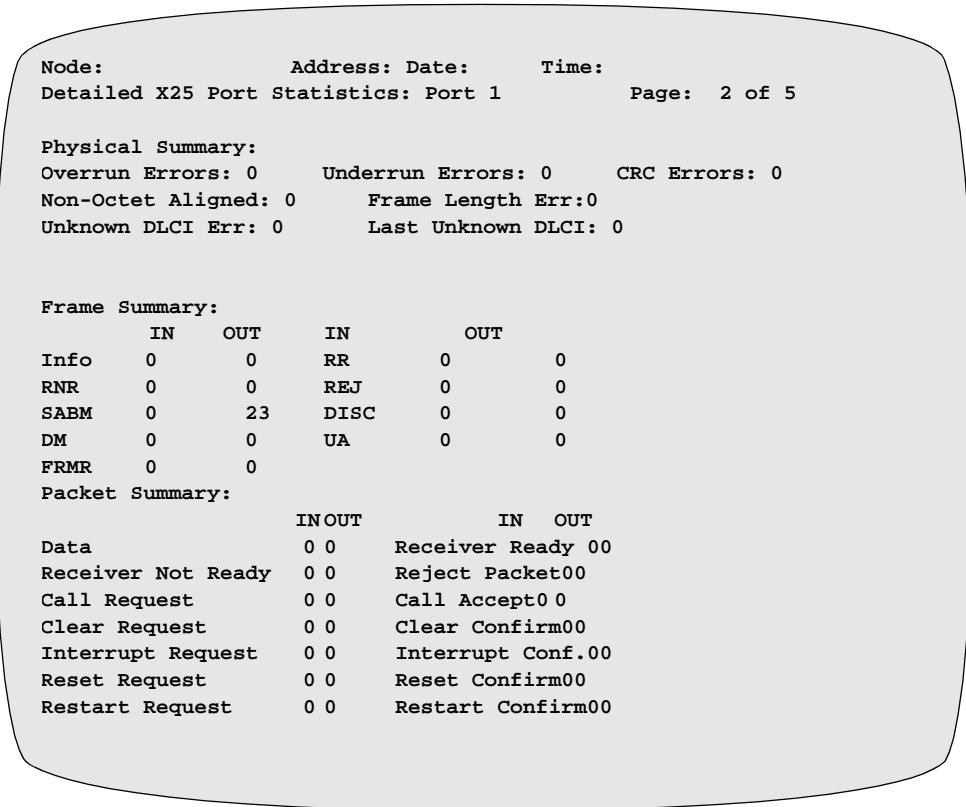 Node: Address: Date: Time:
Detailed X25 Port Statistics: Port 1 Page: 2 of 5
Physical Summary:
Overrun Errors: 0 Underrun Errors: 0 CRC Errors: 0
Non-Octet Aligned: 0 Frame Length Err:0
Unknown DLCI Err: 0 Last Unknown DLCI: 0
Frame Summary:
IN OUT IN OUT
Info 0 0 RR 0 0
RNR 0 0 REJ 0 0
SABM 0 23 DISC 0 0
DM 0 0 UA 0 0
FRMR 0 0
Packet Summary:
INOUT IN OUT
Data 0 0 Receiver Ready 00
Receiver Not Ready 0 0 Reject Packet00
Call Request 0 0 Call Accept0 0
Clear Request 0 0 Clear Confirm00
Interrupt Request 0 0 Interrupt Conf.00
Reset Request 0 0 Reset Confirm00
Restart Request 0 0 Restart Confirm00